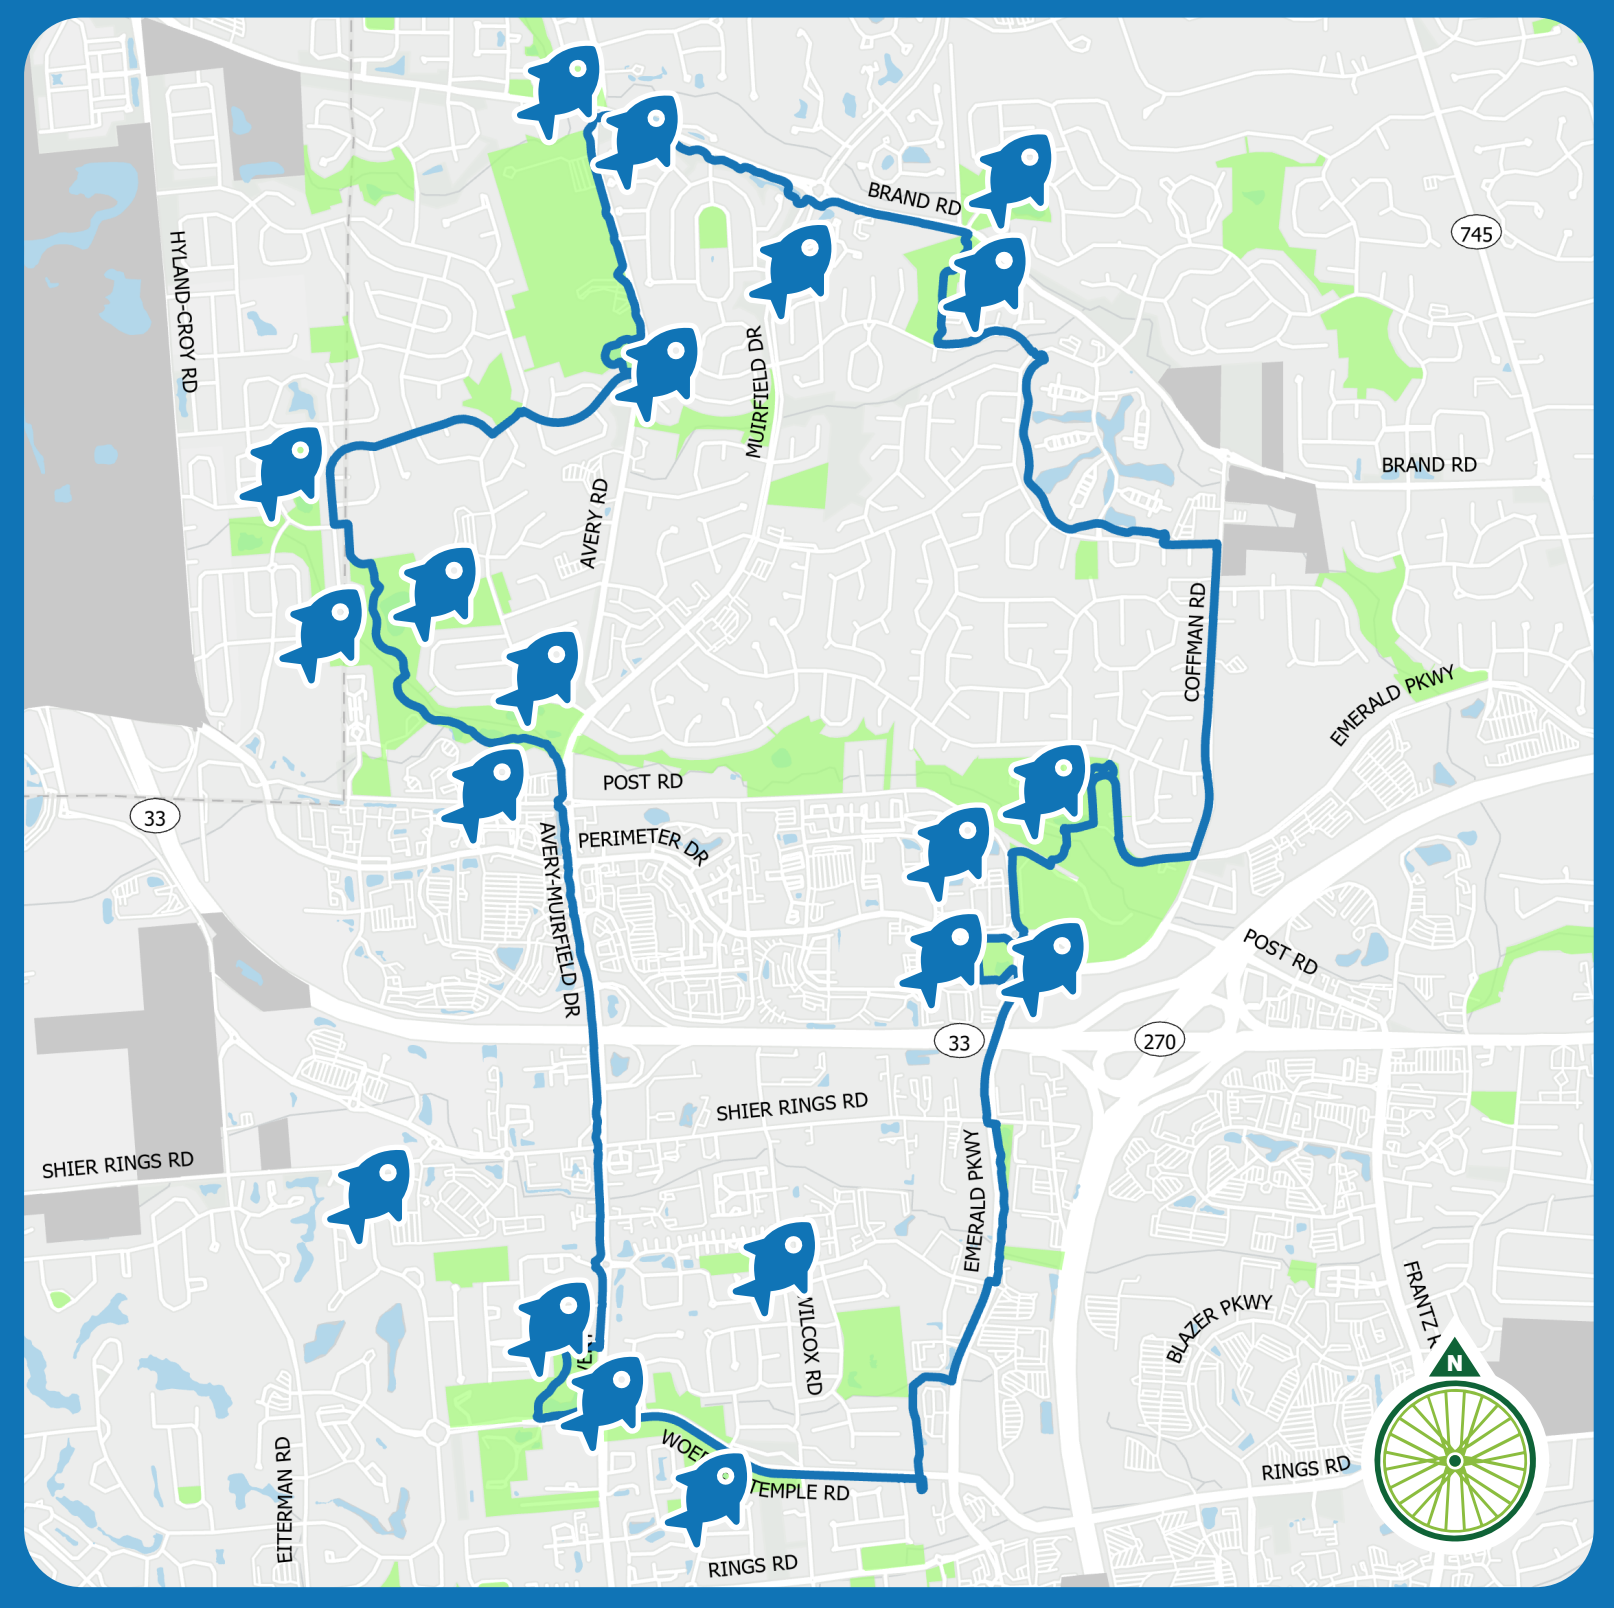 BRAND RD
745
HYLAND-CROY RD
MUIRFIELD DR
BRAND RD
AVERY RD
COFFMAN RD
EMERALD PKWY
POST RD
33
PERIMETER DR
AVERY-MUIRFIELD DR
POST RD
33
270
SHIER RINGS RD
EMERALD PKWY
SHIER RINGS RD
FRANTZ
BLAZER PKWY
WILCOX RD
N
EITERMAN RD
TEMPLE RD
RINGS RD
RINGS RD